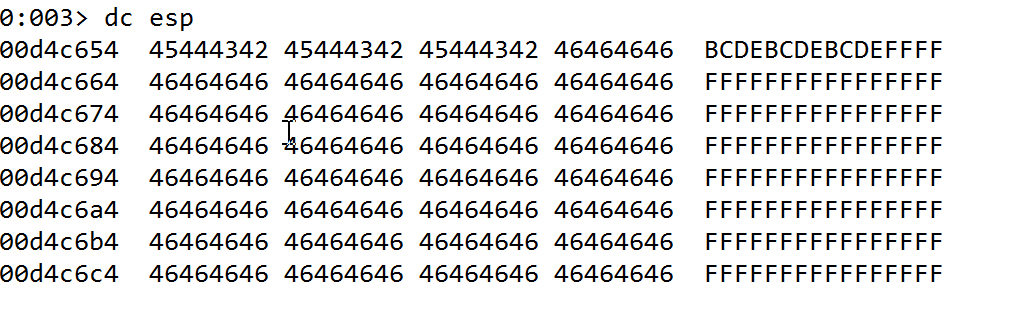 0:003> dc esp
00d4c654  45444342 45444342 45444342 46464646  BCDEBCDEBCDEFFFF
00d4c664  46464646 46464646 46464646 46464646  FFFFFFFFFFFFFFFF
00d4c674  46464646 46464646 46464646 46464646  FFFFFFFFFFFFFFFF
00d4c684  46464646 46464646 46464646 46464646  FFFFFFFFFFFFFFFF
00d4c694  46464646 46464646 46464646 46464646  FFFFFFFFFFFFFFFF
00d4c6a4  46464646 46464646 46464646 46464646  FFFFFFFFFFFFFFFF
00d4c6b4  46464646 46464646 46464646 46464646  FFFFFFFFFFFFFFFF
00d4c6c4  46464646 46464646 46464646 46464646  FFFFFFFFFFFFFFFF